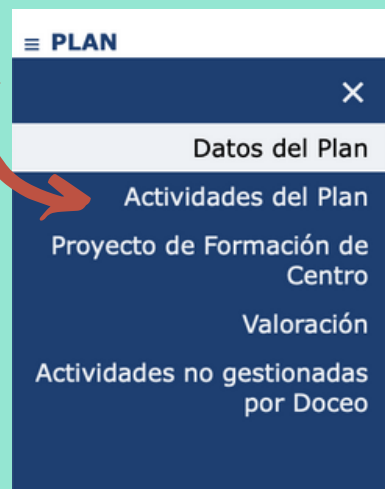 ≡ PLAN
×
Datos del Plan
Actividades del Plan
Proyecto de Formación de
Centro
Valoración
Actividades no gestionadas
por Doceo